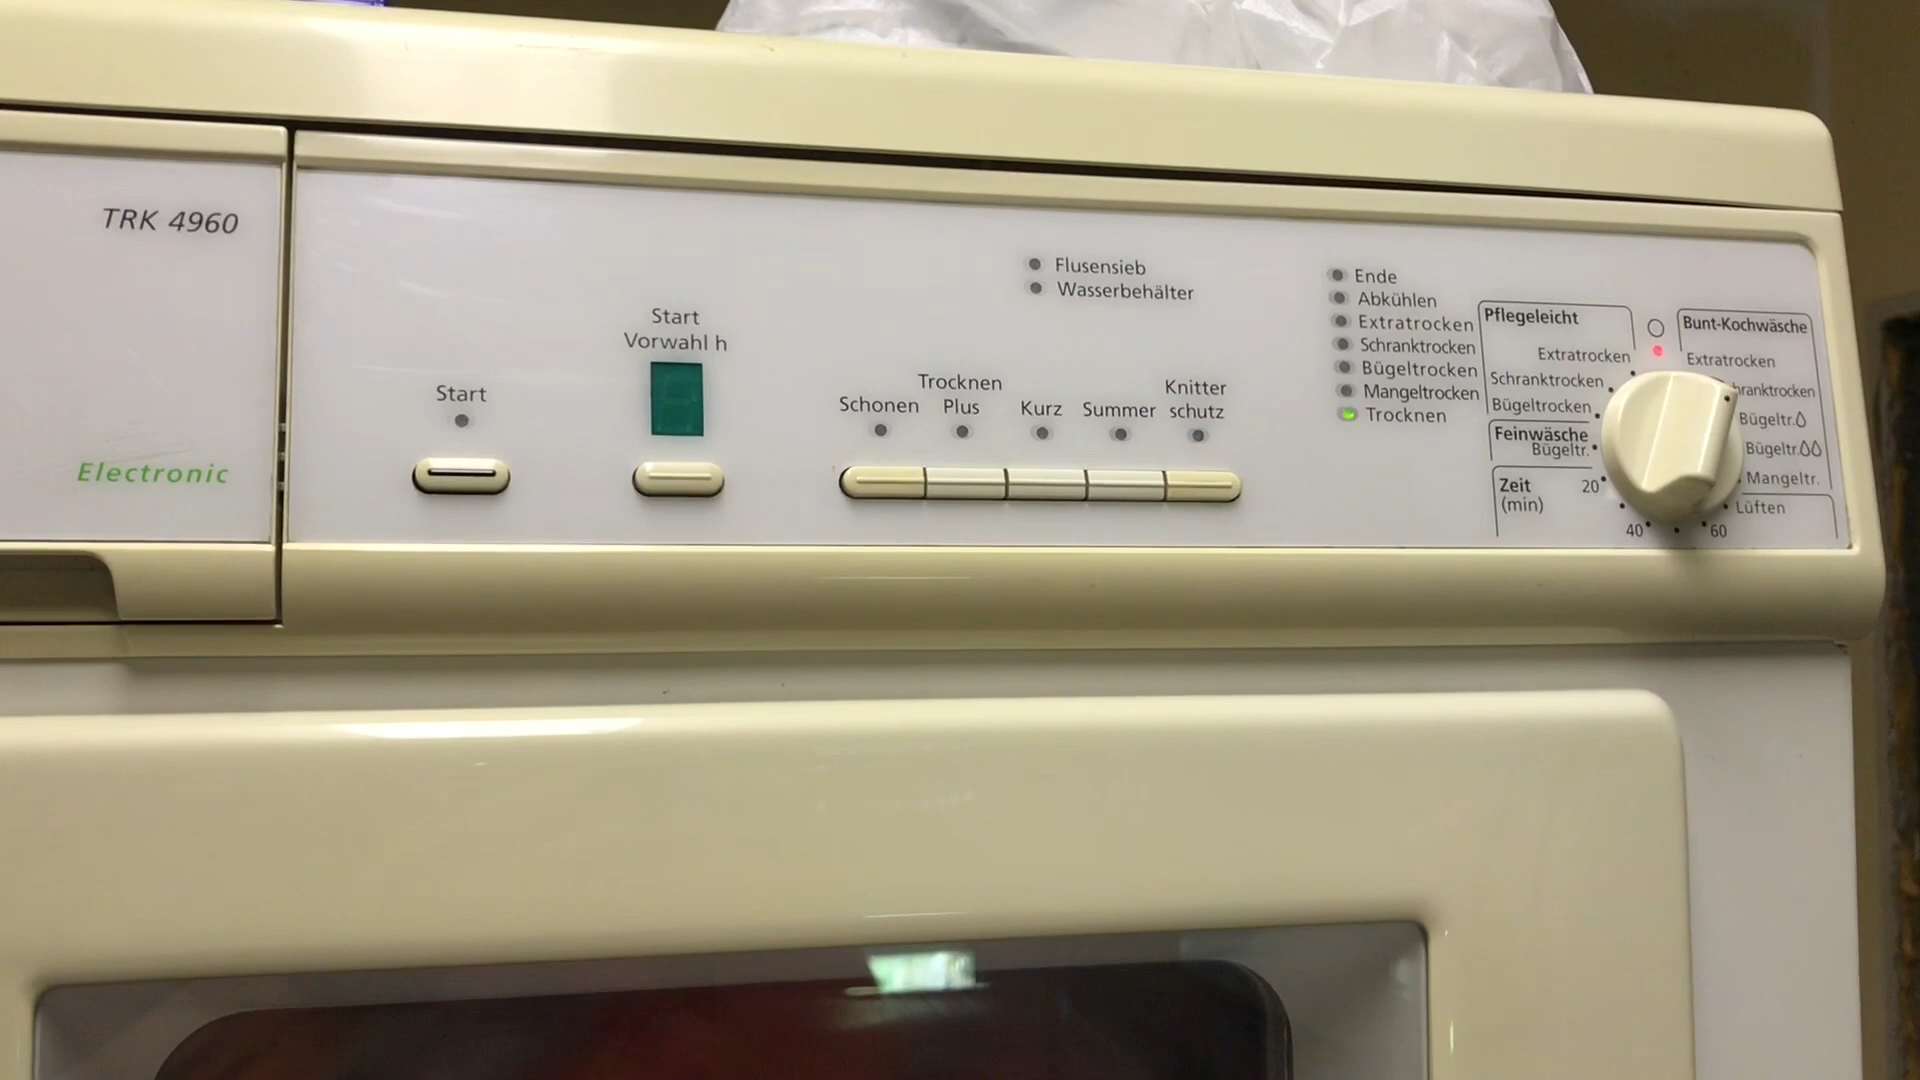 TRK 4960
Electronic
Start
Start
Vorwahl h
Flusensieb
Wasserbehälter
Schonen
Trocknen
Plus
Kurz
Summer
Knitter
schutz
Ende
Abkühlen
Extratrocken
Schranktrocken
Bügeltrocken
Mangeltrocken
Trocknen
Pflegeleicht
Extratrocken
Schranktrocken
Bügeltrocken
Feinwäsche
Bügeltr.
Zeit
(min)
20
40
60
Bunt-Kochwäsche
Extratrocken
hranktrocken
Bügeltr.
Bügeltr.
Mangeltr.
Lüften